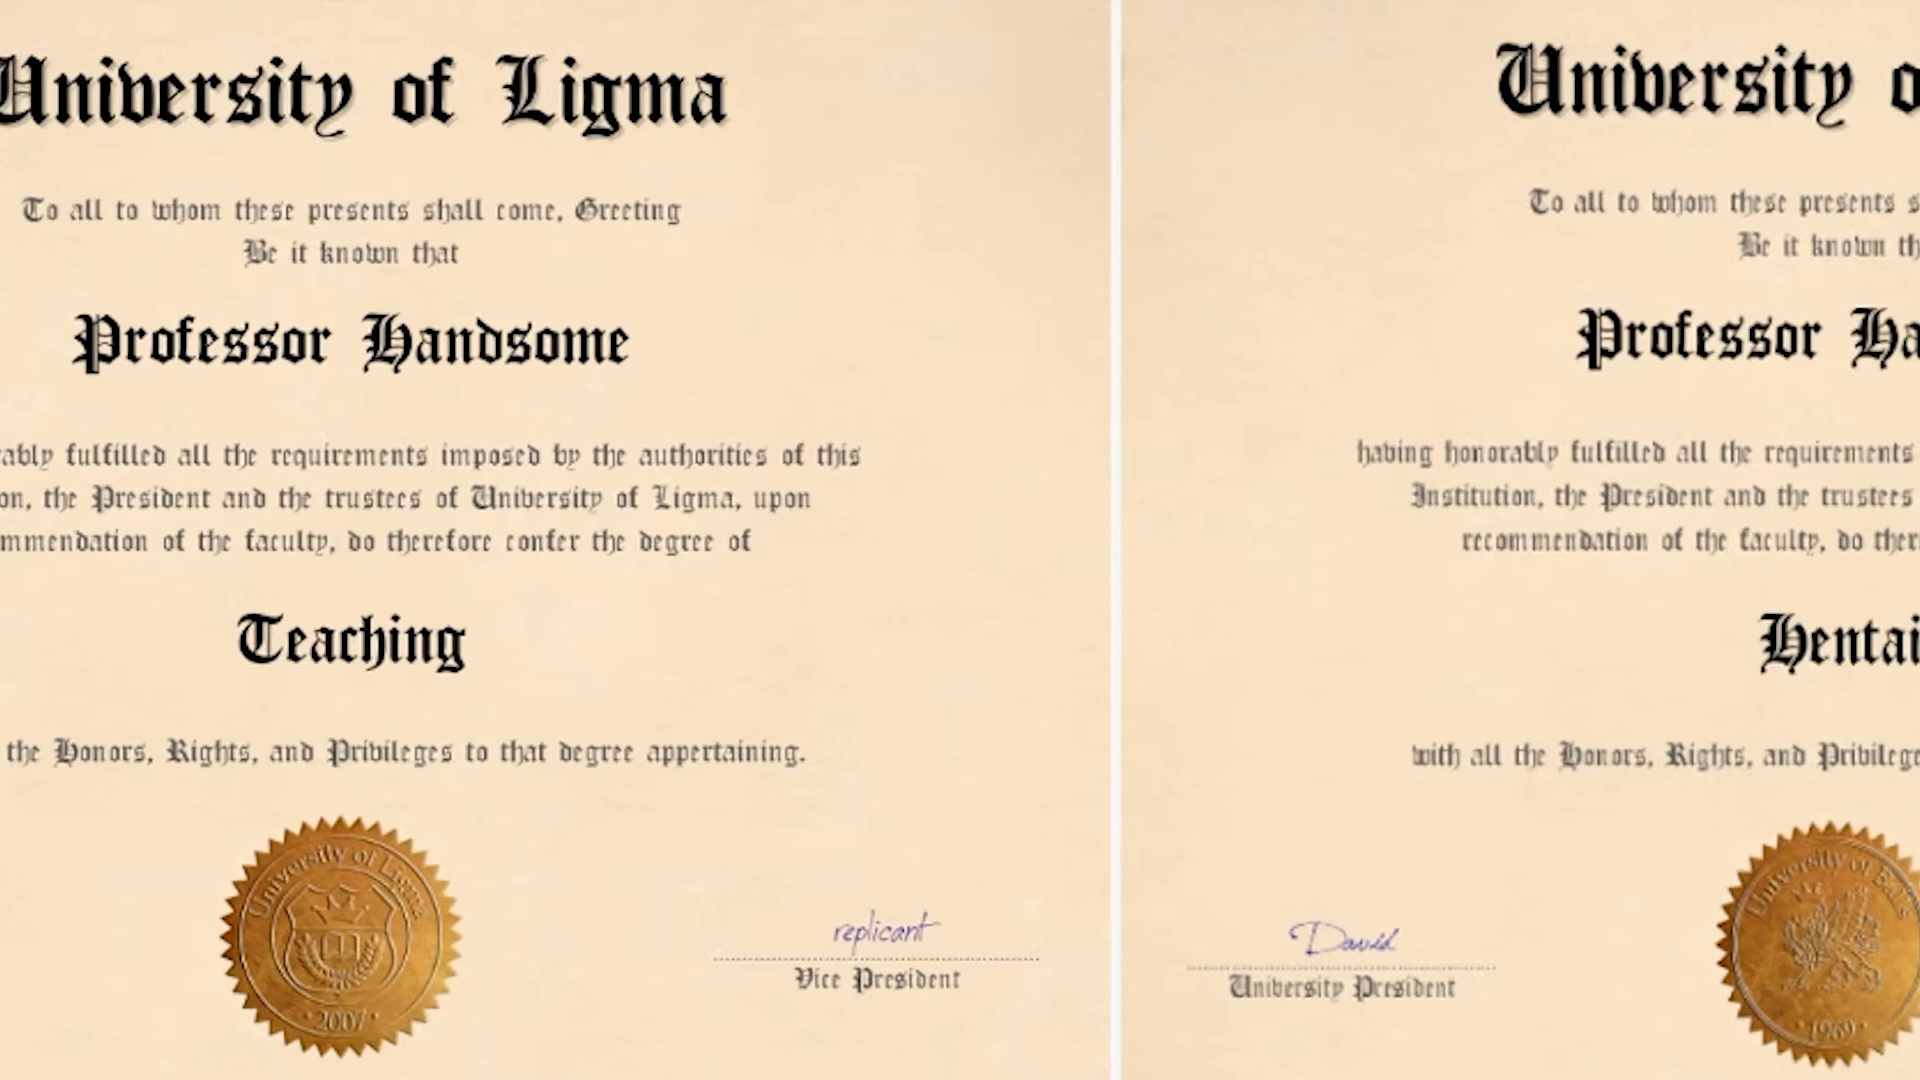 University of Ligma
To all to whom these presents shall come, Greeting
Be it known that
Professor Handsome
ably fulfilled all the requirements imposed by the authorities of this
on, the President and the trustees of University of Ligma, upon
mmendation of the faculty, do therefore confer the degree of
Teaching
the Honors, Rights, and Privileges to that degree appertaining.
University of Ligma
2007
replicant
Vice President
University o
To all to whom these presents s
Be it known th
Professor Ha
having honorably fulfilled all the requirements
Institution, the President and the trustees
recommendation of the faculty, do ther
Hentai
with all the Honors, Rights, and Privilege
David
University President
University of Balls
1969